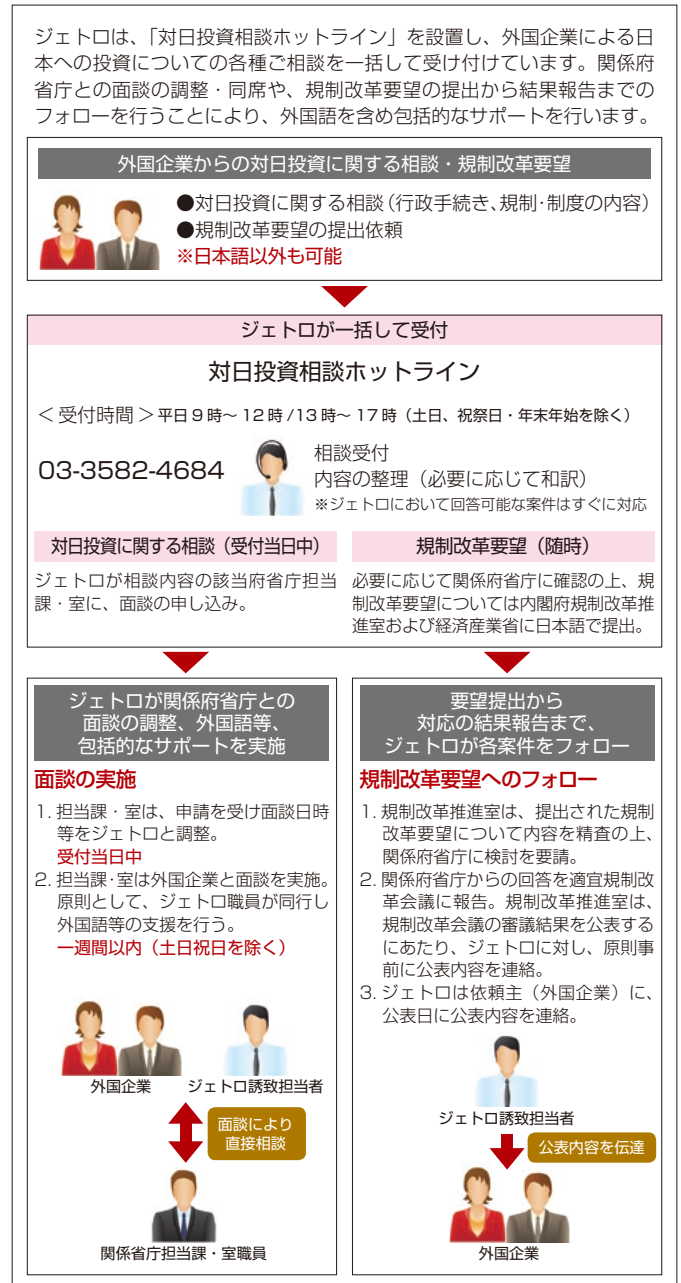 ジェトロは、「対日投資相談ホットライン」を設置し、外国企業による日
本への投資についての各種ご相談を一括して受け付けています。関係府
省庁との面談の調整・同席や、規制改革要望の提出から結果報告までの
フォローを行うことにより、外国語を含め包括的なサポートを行います。
外国企業からの対日投資に関する相談・規制改革要望
●対日投資に関する相談(行政手続き、規制・制度の内容)
●規制改革要望の提出依頼
※日本語以外も可能
ジェトロが一括して受付
対日投資相談ホットライン
＜受付時間＞平日9時～12時/13時～17時（土日、祝祭日・年末年始を除く）
03-3582-4684
相談受付
内容の整理（必要に応じて和訳）
※ジェトロにおいて回答可能な案件はすぐに対応
対日投資に関する相談（受付当日中）
ジェトロが相談内容の該当府省庁担当
課・室に、面談の申し込み。
規制改革要望（随時）
必要に応じて関係府省庁に確認の上、規
制改革要望については内閣府規制改革推
進室および経済産業省に日本語で提出。
ジェトロが関係府省庁との
面談の調整、外国語等、
包括的なサポートを実施
面談の実施
1. 担当課・室は、申請を受け面談日時
等をジェトロと調整。
受付当日中
2. 担当課・室は外国企業と面談を実施。
原則として、ジェトロ職員が同行し
外国語等の支援を行う。
一週間以内（土日祝日を除く）
外国企業
ジェトロ誘致担当者
面談により
直接相談
関係省庁担当課・室職員
要望提出から
対応の結果報告まで、
ジェトロが各案件をフォロー
規制改革要望へのフォロー
1. 規制改革推進室は、提出された規制
改革要望について内容を精査の上、
関係府省庁に検討を要請。
2. 関係府省庁からの回答を適宜規制改
革会議に報告。規制改革推進室は、
規制改革会議の審議結果を公表する
にあたり、ジェトロに対し、原則事
前に公表内容を連絡。
3. ジェトロは依頼主（外国企業）に、
公表日に公表内容を連絡。
ジェトロ誘致担当者
公表内容を伝達
外国企業